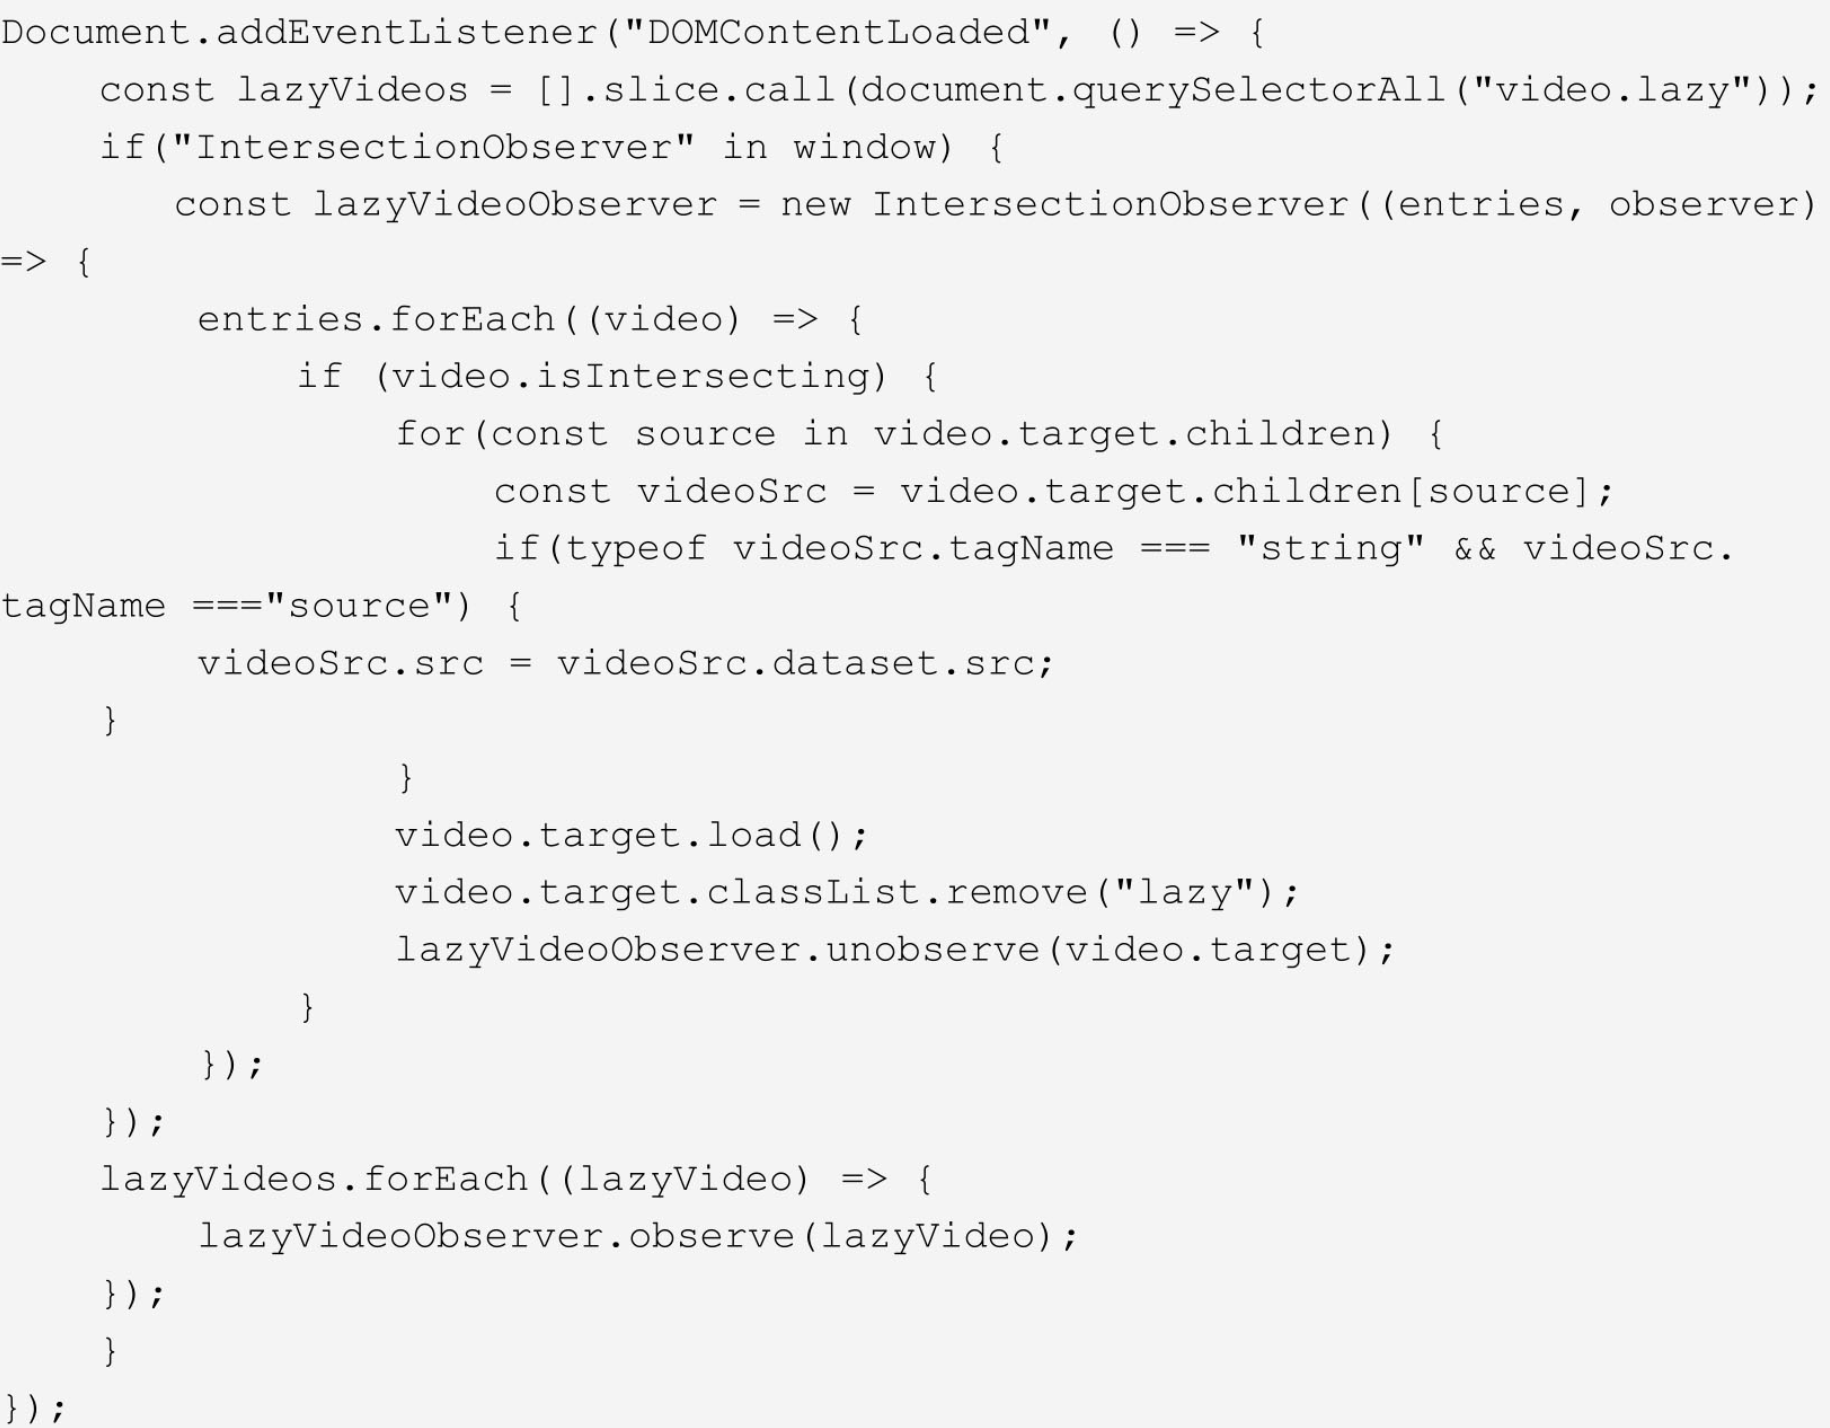 Document.addEventListener("DOMContentLoaded", () => {
const lazyVideos = [].slice.call(document.querySelectorAll("video.lazy"));
if("IntersectionObserver" in window) {
const lazyVideoObserver = new IntersectionObserver((entries, observer)
=> {
entries.forEach((video) => {
if (video.isIntersecting) {
for(const source in video.target.children) {
const videoSrc = video.target.children[source];
if(typeof videoSrc.tagName === "string" && videoSrc.
tagName ==="source") {
videoSrc.src = videoSrc.dataset.src;
}
}
video.target.load();
video.target.classList.remove("lazy");
lazyVideoObserver.unobserve(video.target);
}
});
});
lazyVideos.forEach((lazyVideo) => {
lazyVideoObserver.observe(lazyVideo);
});
}
});